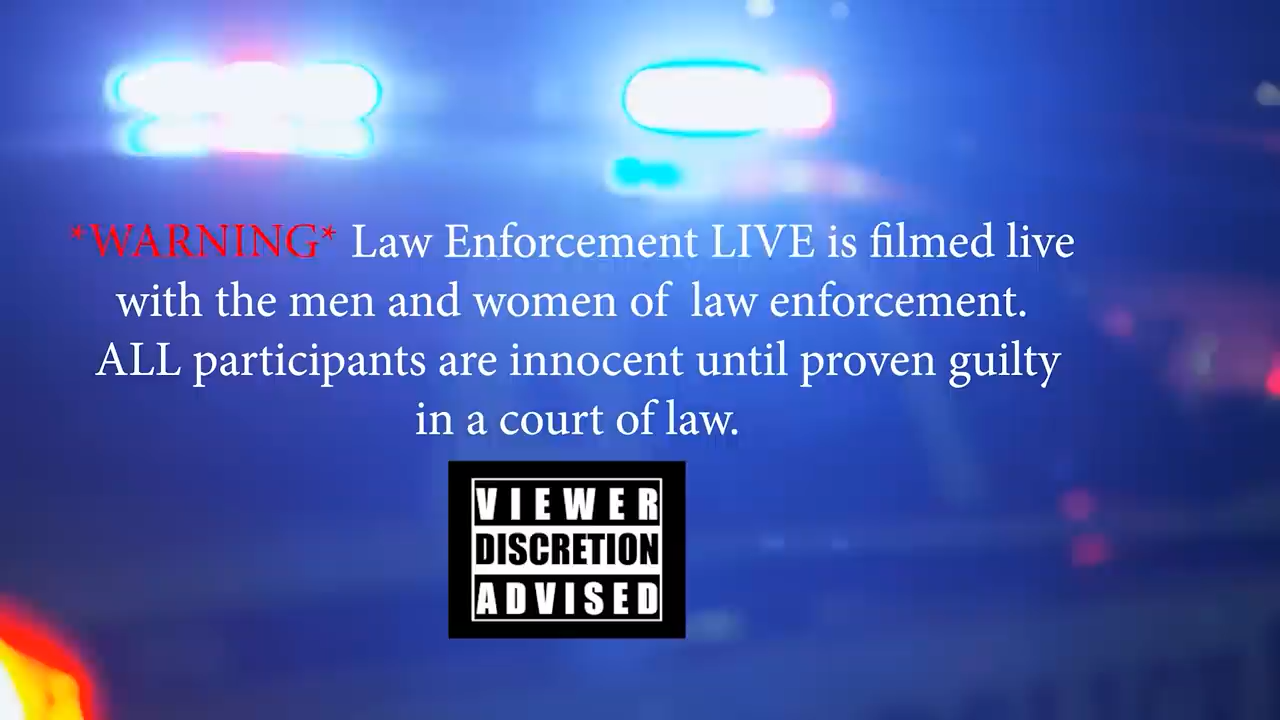 *WARNING* Law Enforcement LIVE is filmed live
with the men and women of  law enforcement.
ALL participants are innocent until proven guilty
in a court of law.
VIEWER
DISCRETION
ADVISED